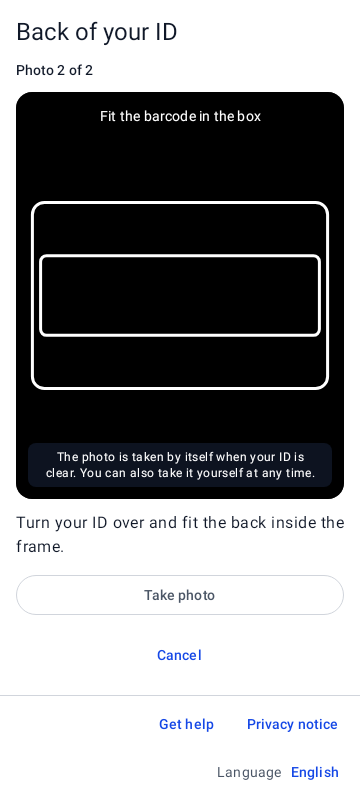 Back of your ID
Photo 2 of 2
Fit the barcode in the box
The photo is taken by itself when your ID is
clear. You can also take it yourself at any time.
Turn your ID over and fit the back inside the
frame.
Take photo
Cancel
Get help Privacy notice
Language English